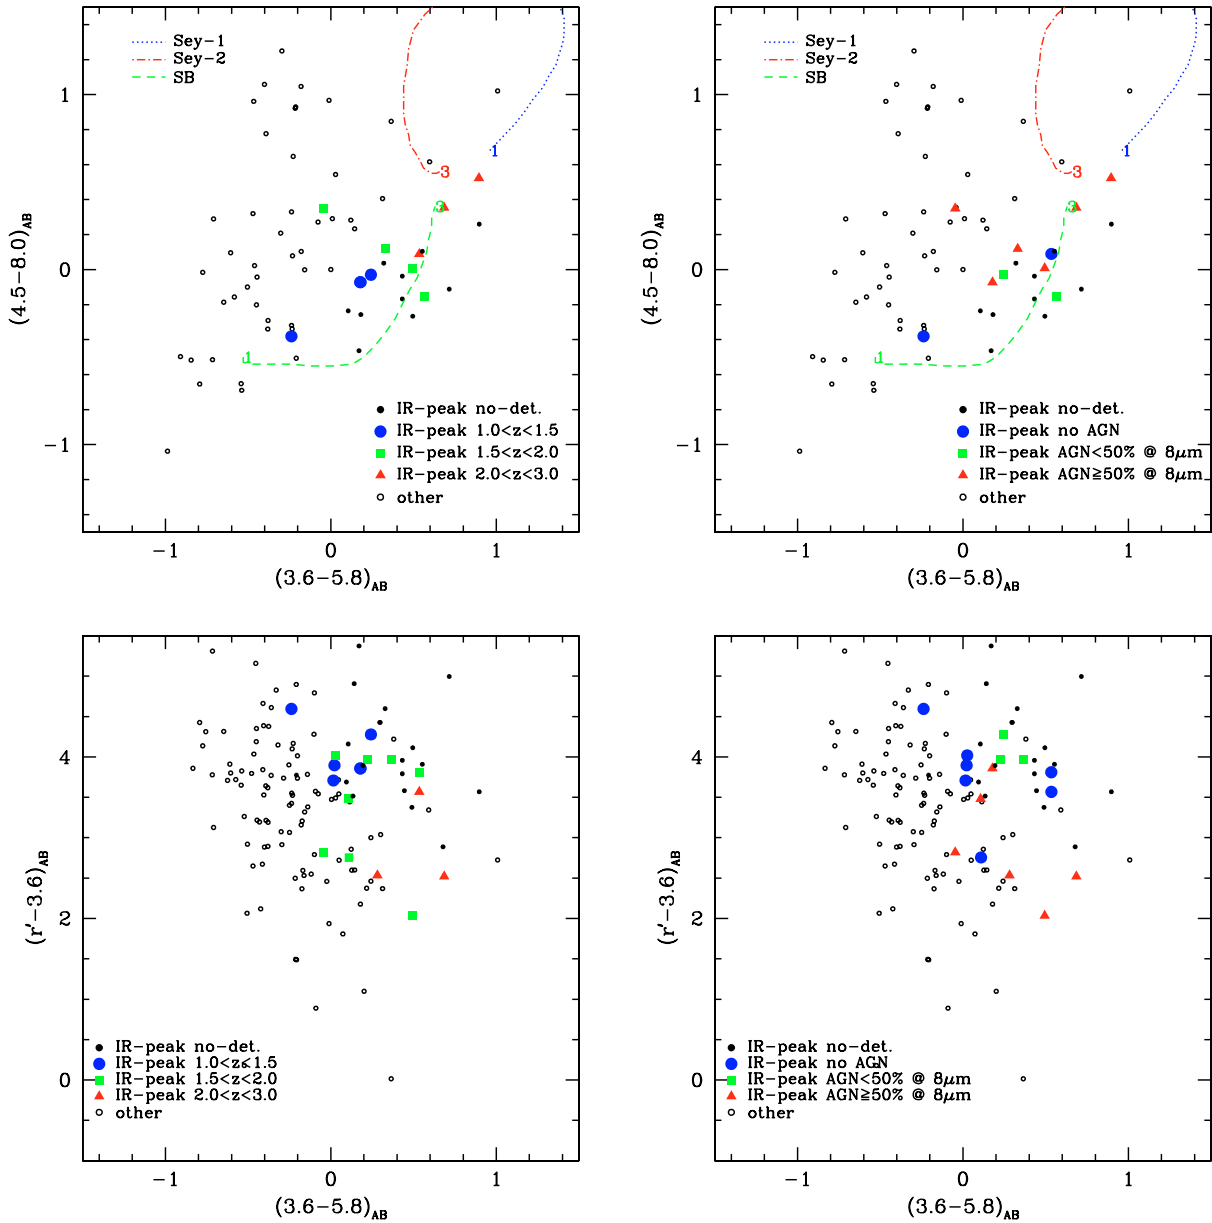 Sey-1
Sey-2
SB
1
3
3
1
1
0
-1
(4.5-8.0)AB
IR-peak no-det.
IR-peak 1.0<z<1.5
IR-peak 1.5<z<2.0
IR-peak 2.0<z<3.0
other
-1 0 1
(3.6-5.8)AB
Sey-1
Sey-2
SB
1
3
3
1
1
0
-1
(4.5-8.0)AB
IR-peak no-det.
IR-peak no AGN
IR-peak AGN<50% @ 8μm
IR-peak AGN≧50% @ 8μm
other
-1 0 1
(3.6-5.8)AB
4
2
0
(r'-3.6)AB
IR-peak no-det.
IR-peak 1.0<z≤1.5
IR-peak 1.5<z<2.0
IR-peak 2.0<z<3.0
other
-1 0 1
(3.6-5.8)AB
4
2
0
(r'-3.6)AB
IR-peak no-det.
IR-peak no AGN
IR-peak AGN<50% @ 8μm
IR-peak AGN≧50% @ 8μm
other
-1 0 1
(3.6-5.8)AB